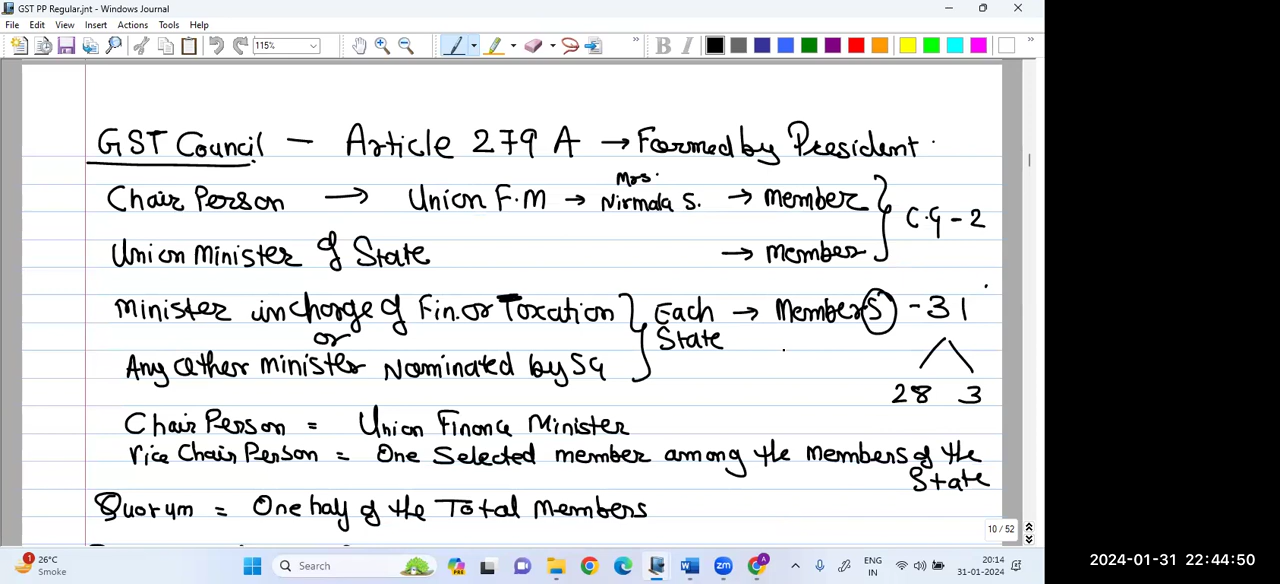 GST PP Regular.jnt - Windows Journal
File Edit View Insert Actions Tools Help
115%
B I
GST Council — Article 279 A → Formed by President.
Mrs.
Chair Person → Union F.M → Nirmala S. → member
C.G - 2
Union Minister of State → member
Minister incharge of Fin. or Taxation Each → Members - 31
or State
Any other minister Nominated by SG
28 3
Chair Person = Union Finance Minister
Vice Chair Person = One Selected member among the members of the
State
Quorum = One half of the Total members
10 / 52
26°C
Smoke
Search
ENG
IN
20:14
31-01-2024
2024-01-31 22:44:50